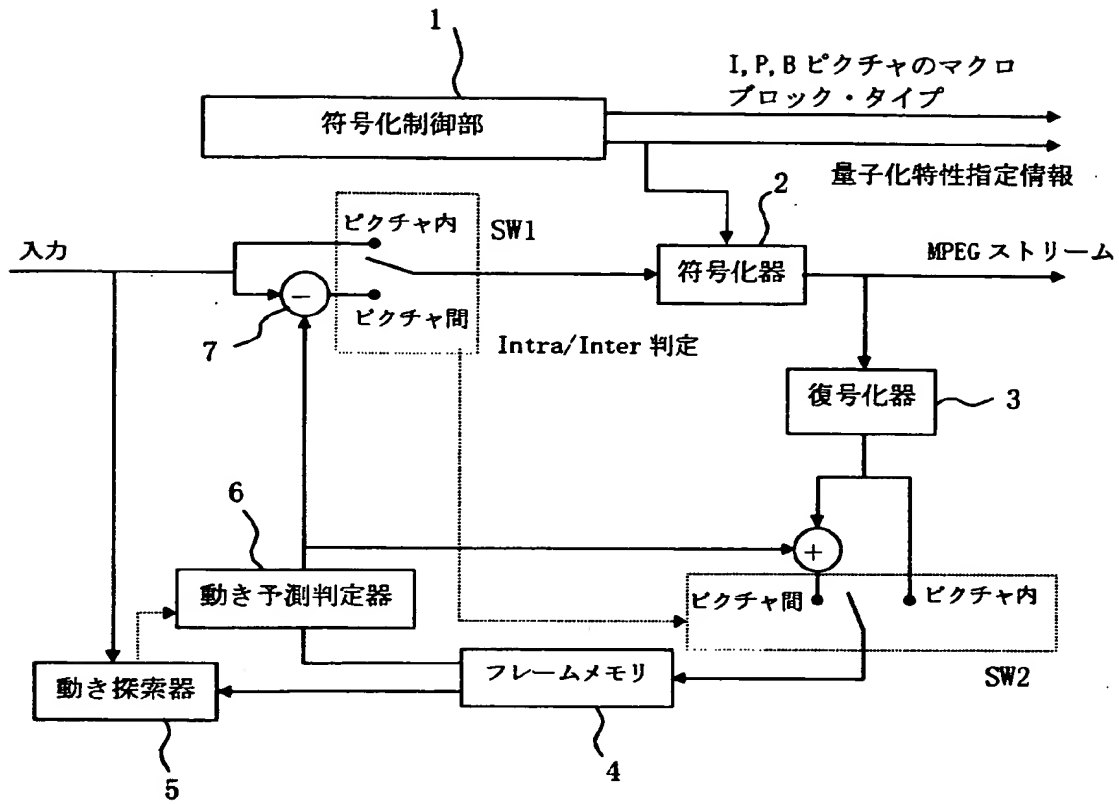 1
I,P,Bピクチャのマクロ
ブロック・タイプ
符号化制御部
量子化特性指定情報
2
ピクチャ内
SW1
入力
符号化器
MPEGストリーム
−
ピクチャ間
7
Intra/Inter 判定
復号化器
3
6
+
動き予測判定器
ピクチャ間
ピクチャ内
フレームメモリ
動き探索器
SW2
4
5